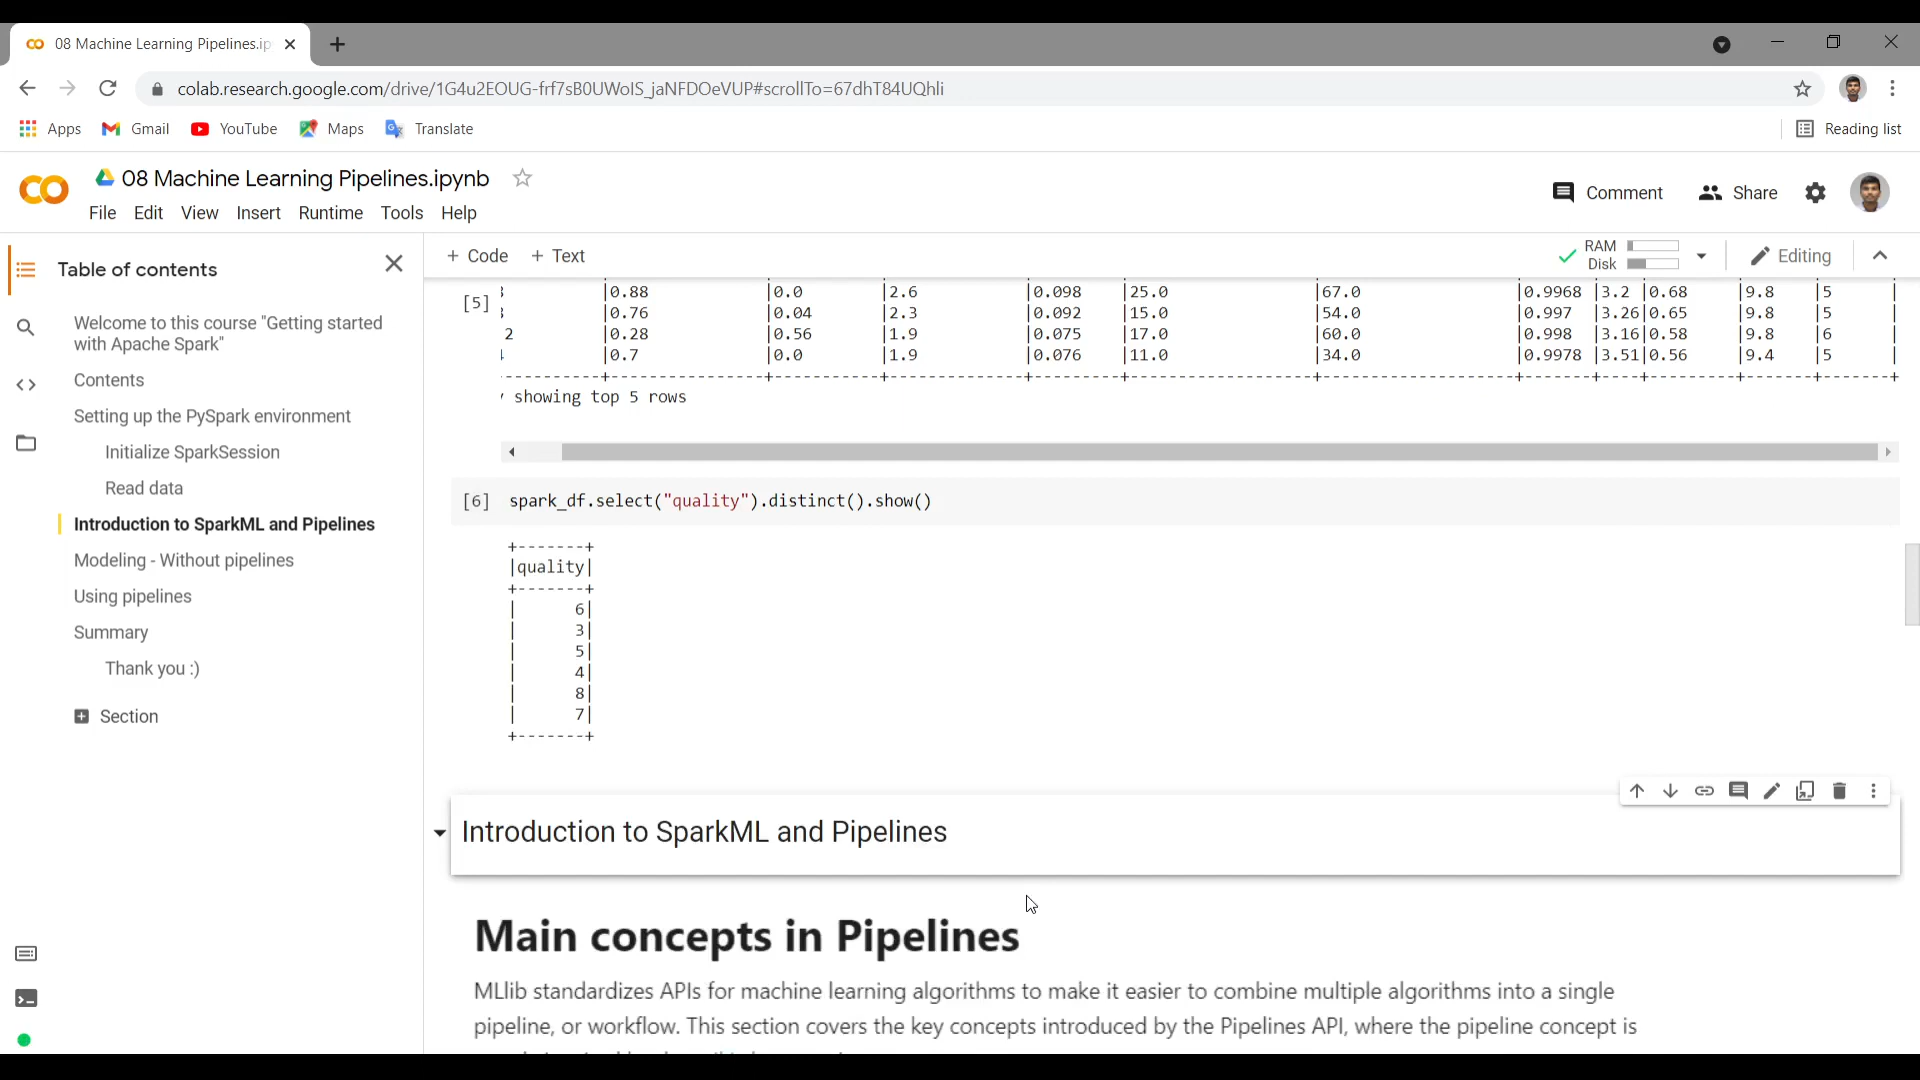 08 Machine Learning Pipelines.ip
colab.research.google.com/drive/1G4u2EOUG-frf7sB0UWoIS_jaNFDOeVUP#scrollTo=67dhT84UQhli
Apps Gmail YouTube Maps Translate Reading list
08 Machine Learning Pipelines.ipynb
File Edit View Insert Runtime Tools Help
Comment Share
Table of contents
Welcome to this course "Getting started
with Apache Spark"
Contents
Setting up the PySpark environment
Initialize SparkSession
Read data
Introduction to SparkML and Pipelines
Modeling - Without pipelines
Using pipelines
Summary
Thank you :)
Section
+ Code + Text
RAM
Disk
Editing
[5]
|0.88 |0.0 |2.6 |0.098 |25.0 |67.0 |0.9968 |3.2 |0.68 |9.8 |5 |
|0.76 |0.04 |2.3 |0.092 |15.0 |54.0 |0.997 |3.26|0.65 |9.8 |5 |
2 |0.28 |0.56 |1.9 |0.075 |17.0 |60.0 |0.998 |3.16|0.58 |9.8 |6 |
|0.7 |0.0 |1.9 |0.076 |11.0 |34.0 |0.9978 |3.51|0.56 |9.4 |5 |
showing top 5 rows
[6] spark_df.select("quality").distinct().show()
+-------+
|quality|
+-------+
| 6|
| 3|
| 5|
| 4|
| 8|
| 7|
+-------+
Introduction to SparkML and Pipelines
Main concepts in Pipelines
MLlib standardizes APIs for machine learning algorithms to make it easier to combine multiple algorithms into a single
pipeline, or workflow. This section covers the key concepts introduced by the Pipelines API, where the pipeline concept is